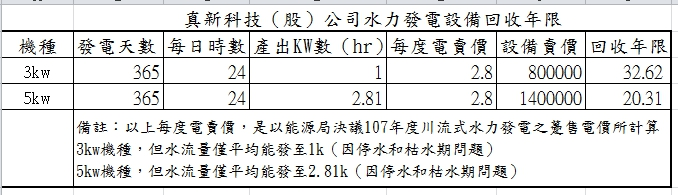 真新科技（股）公司水力發電設備回收年限
機種 發電天數 每日時數 產出KW數（hr） 每度電賣價 設備賣價 回收年限
3kw 365 24 1 2.8 800000 32.62
5kw 365 24 2.81 2.8 1400000 20.31
備註：以上每度電賣價，是以能源局決議107年度川流式水力發電之躉售電價所計算
3kw機種，但水流量僅平均能發至1k（因停水和枯水期問題）
5kw機種，但水流量僅平均能發至2.81k（因停水和枯水期問題）